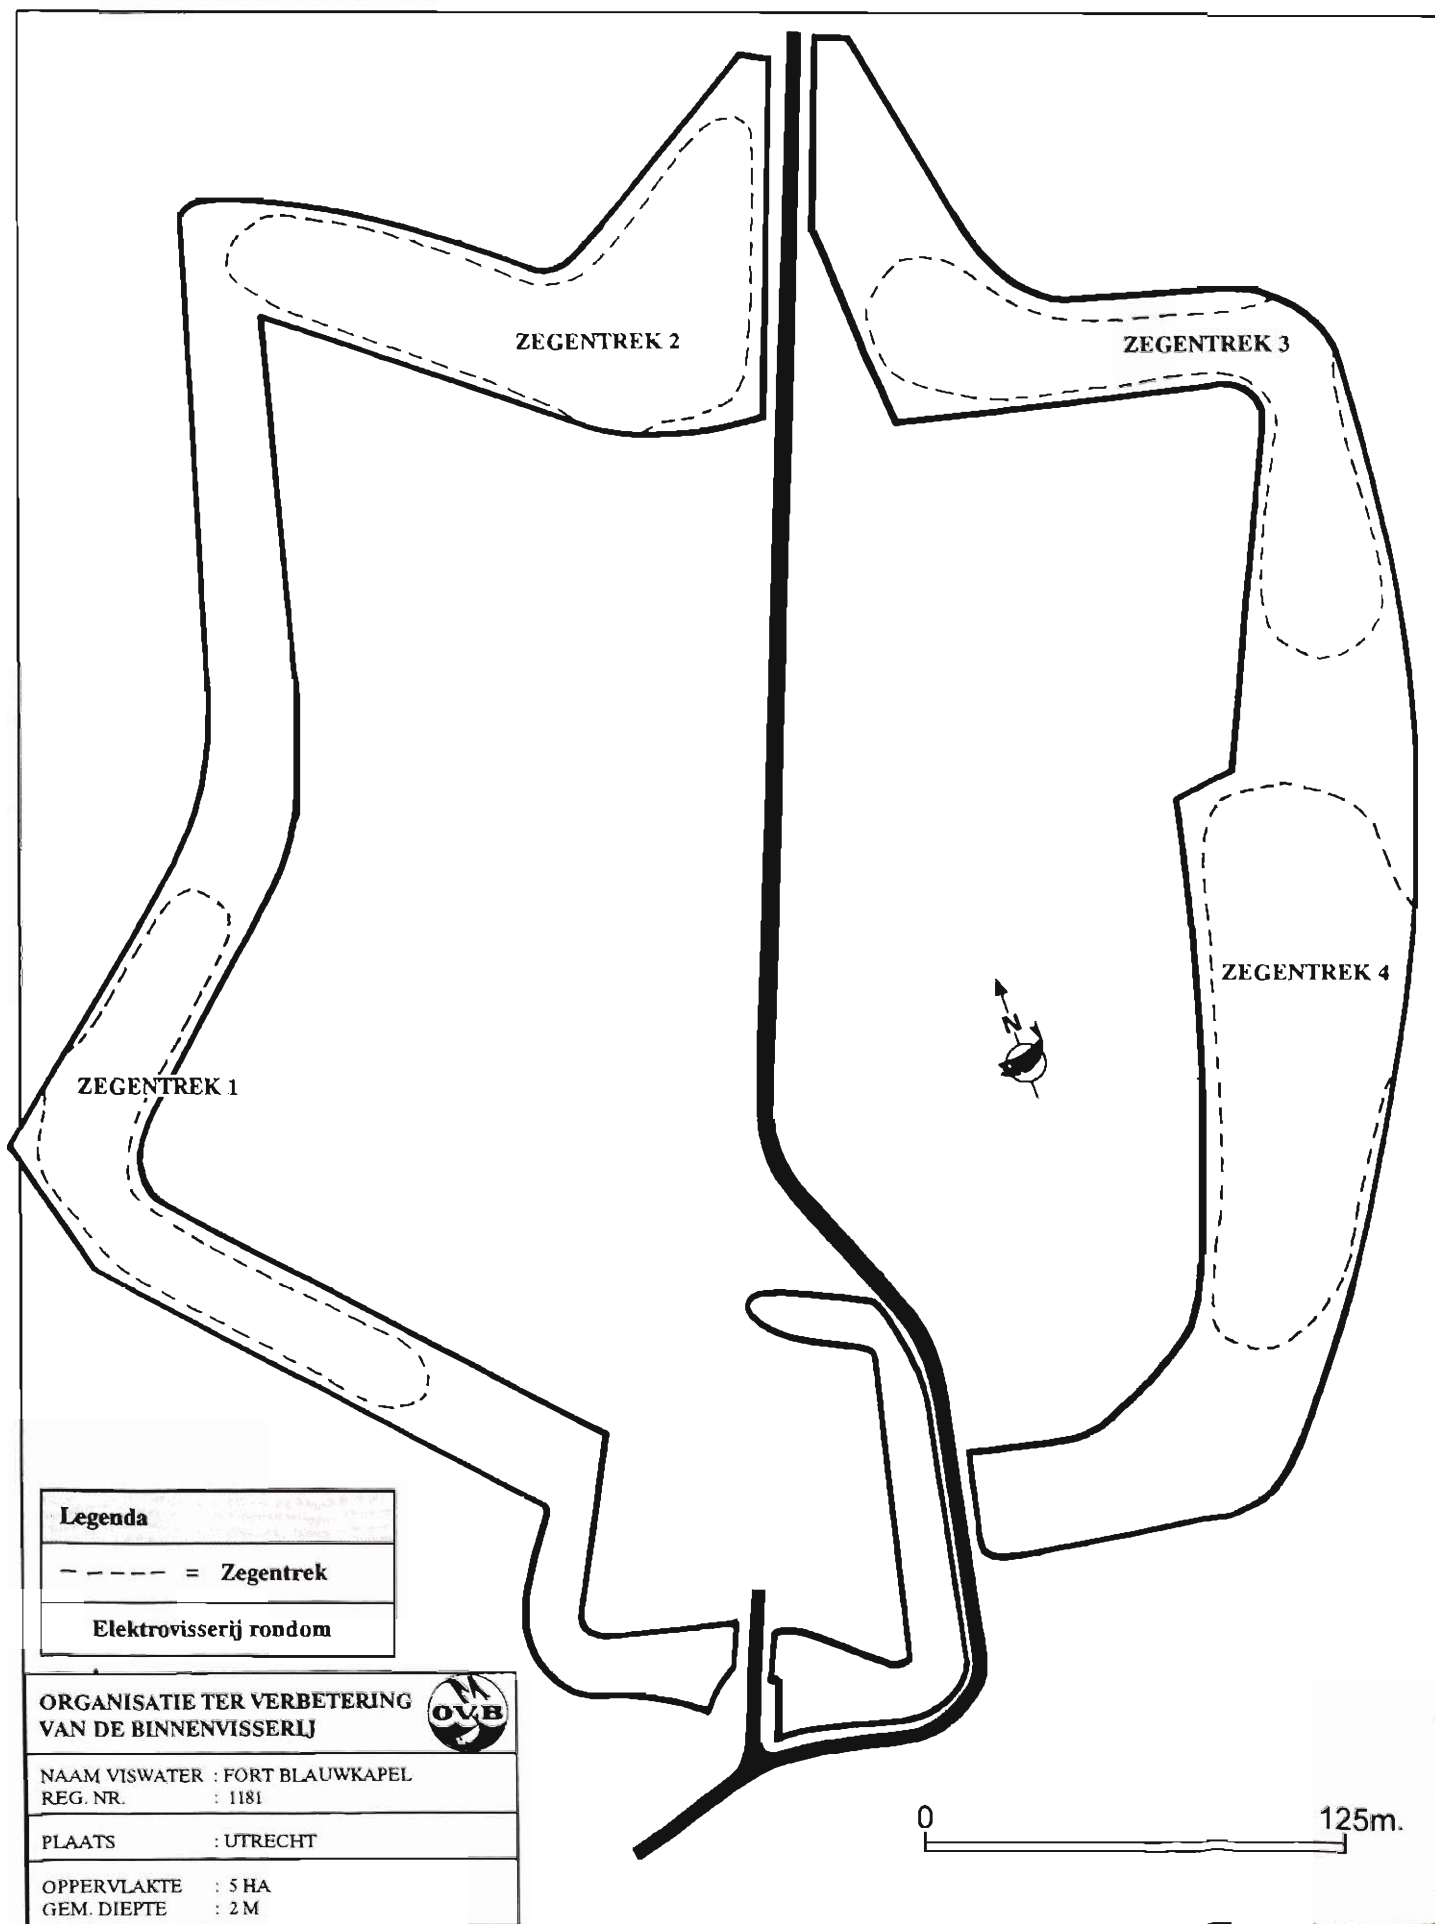 ZEGENTREK 2
ZEGENTREK 3
ZEGENTREK 4
N
ZEGENTREK 1
Legenda
----- = Zegentrek
Elektrovisserij rondom
ORGANISATIE TER VERBETERING
VAN DE BINNENVISSERIJ
OVB
NAAM VISWATER : FORT BLAUWKAPEL
REG. NR. : 1181
PLAATS : UTRECHT
OPPERVLAKTE : 5 HA
GEM. DIEPTE : 2 M
0 125m.